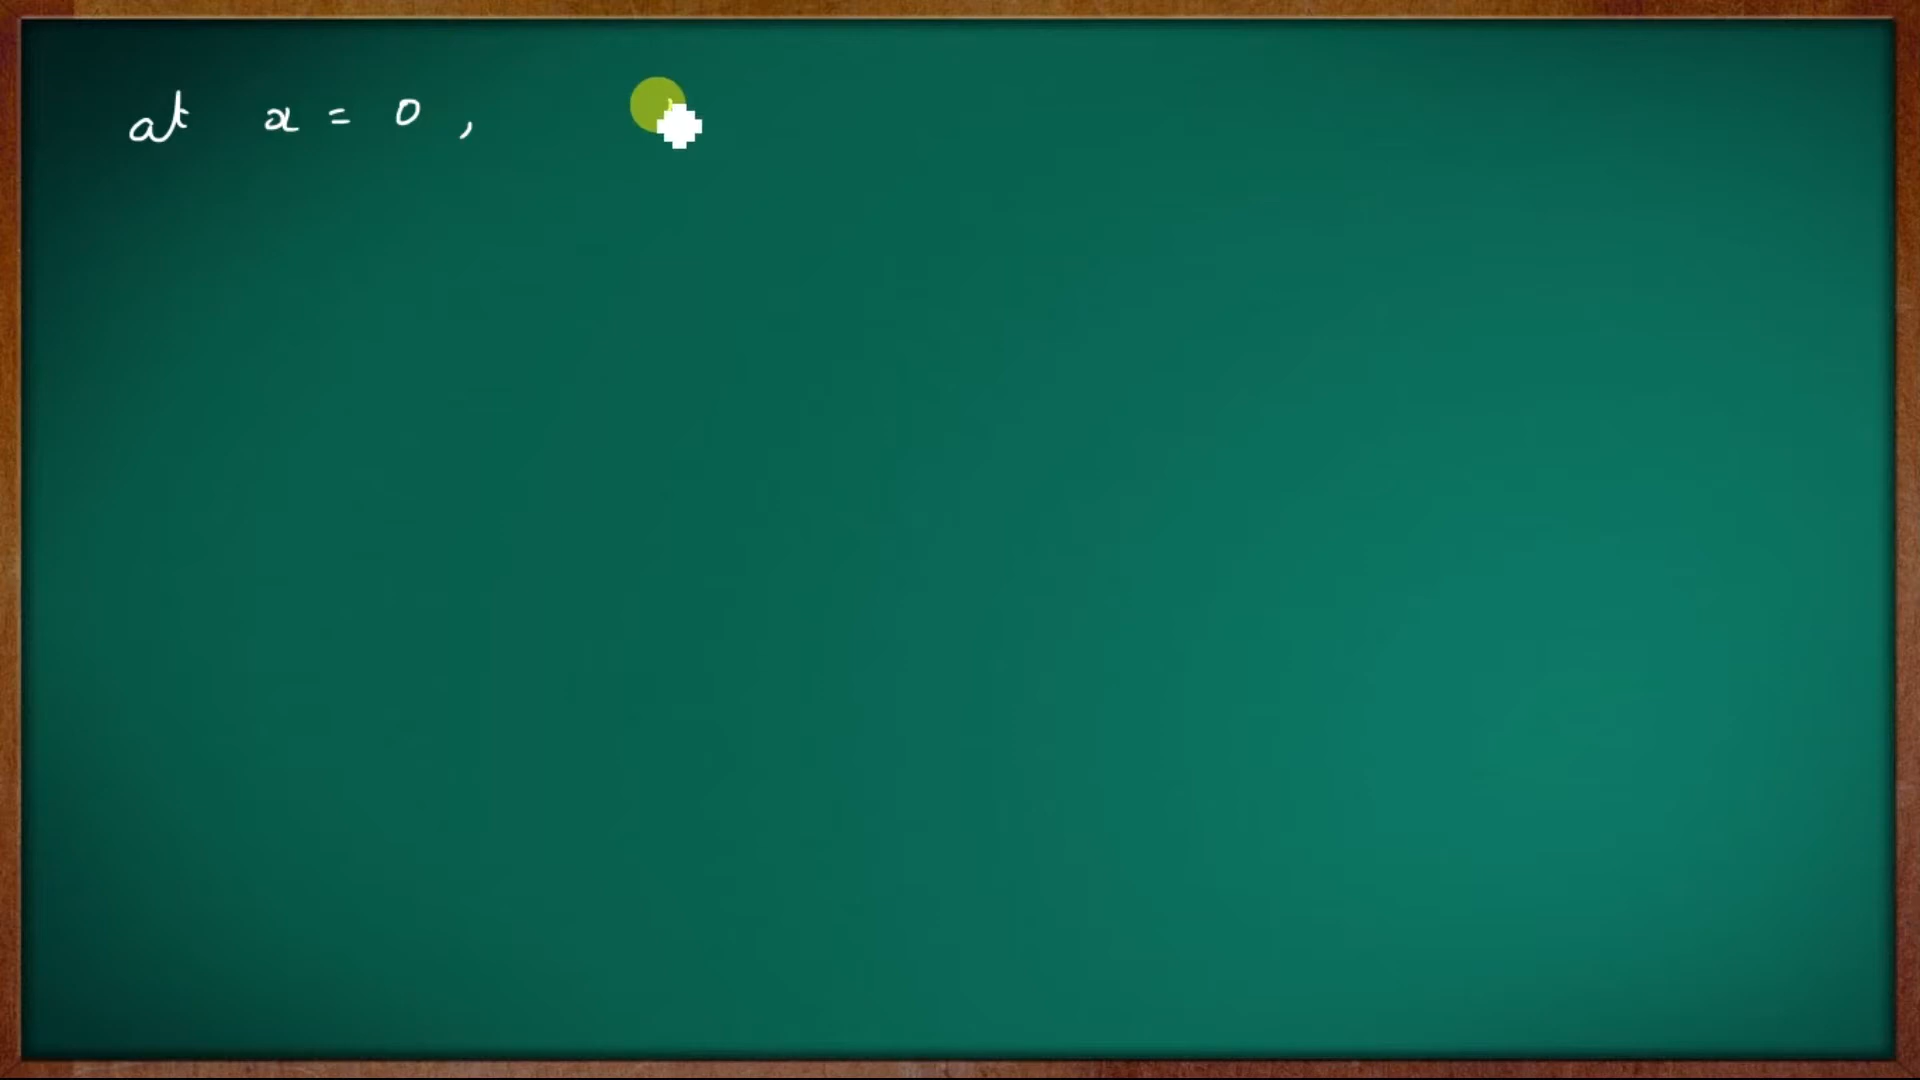 at x = 0 ,